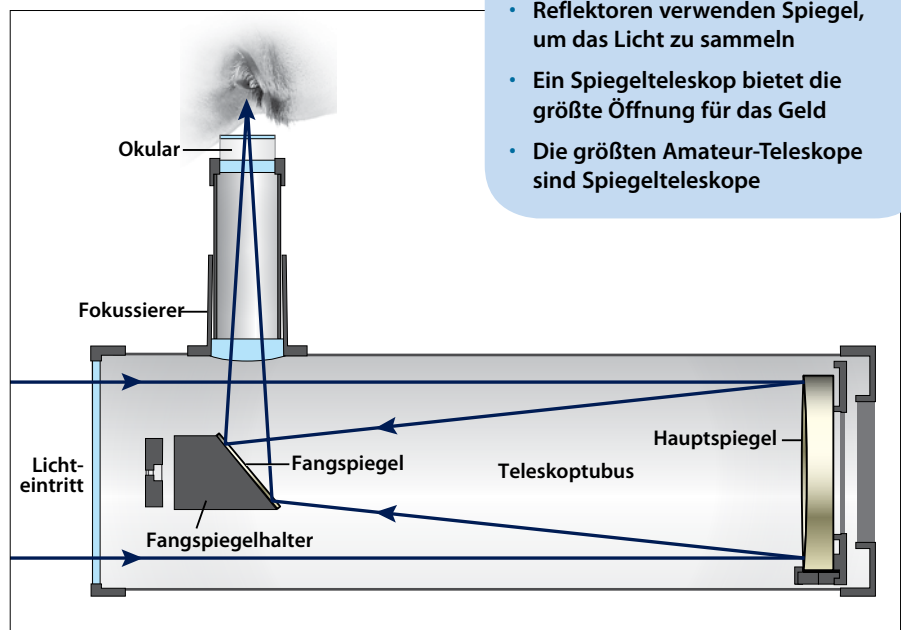 • Reflektoren verwenden Spiegel,
um das Licht zu sammeln
• Ein Spiegelteleskop bietet die
größte Öffnung für das Geld
• Die größten Amateur-Teleskope
sind Spiegelteleskope
Okular
Fokussierer
Licht-
eintritt
Fangspiegel
Fangspiegelhalter
Teleskoptubus
Hauptspiegel